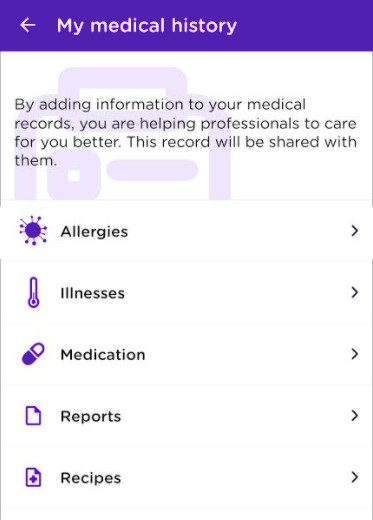 My medical history
By adding information to your medical
records, you are helping professionals to care
for you better. This record will be shared with
them.
Allergies
Illnesses
Medication
Reports
Recipes